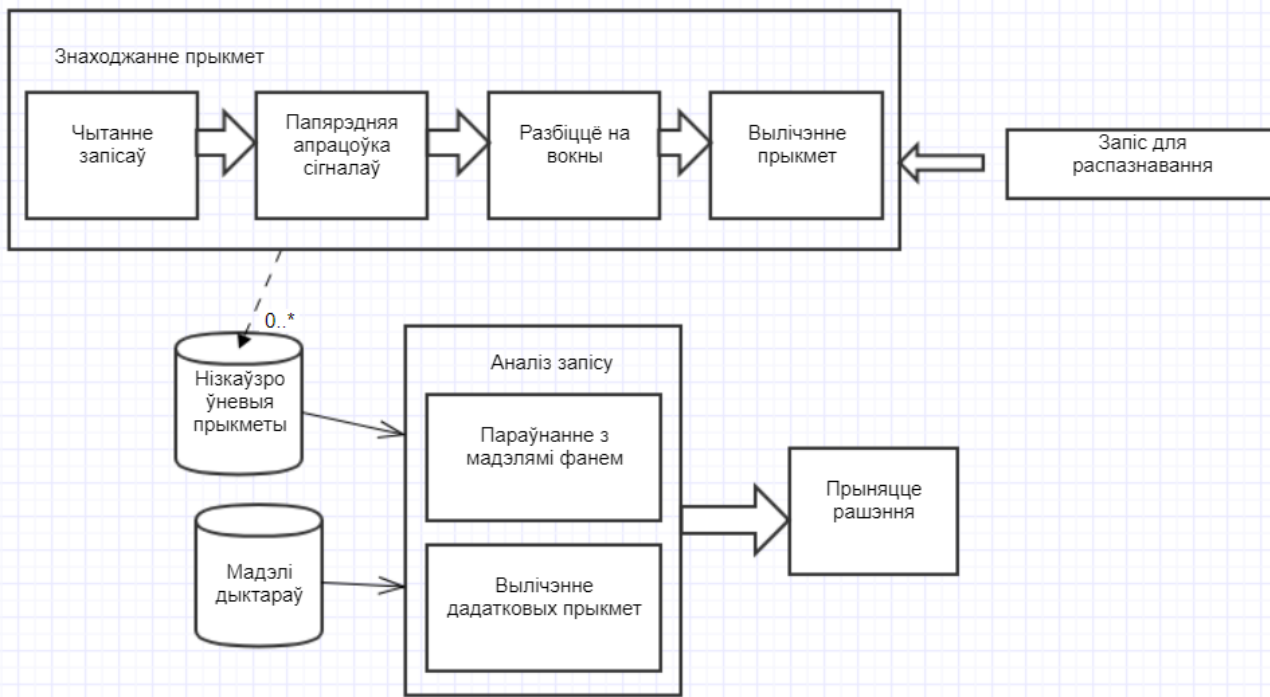 Знаходжанне прыкмет
Чытанне
запісаў
Папярэдняя
апрацоўка
сігналаў
Разбіццё на
вокны
Вылічэнне
прыкмет
Запіс для
распазнавання
0..*
Нізкаўзро
ўневыя
прыкметы
Мадэлі
дыктараў
Аналіз запісу
Параўнанне з
мадэлямі фанем
Вылічэнне
дадатковых прыкмет
Прыняцце
рашэння